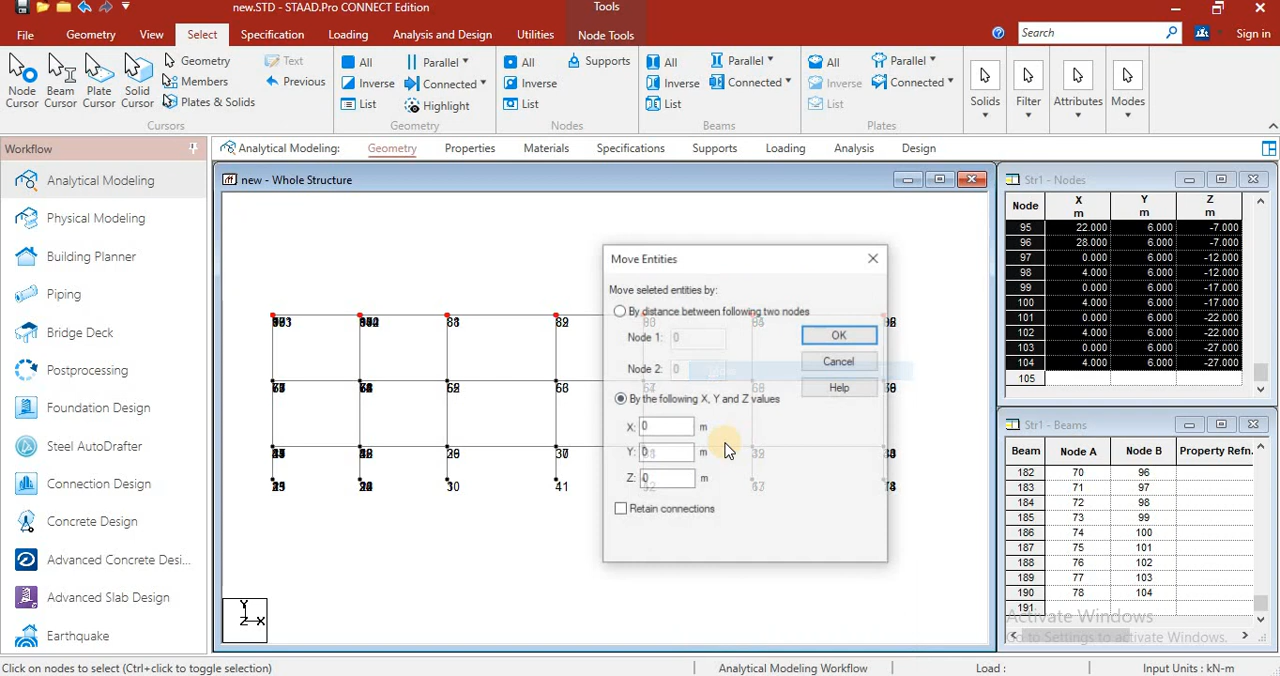 new.STD - STAAD.Pro CONNECT Edition
Tools
File Geometry View Select Specification Loading Analysis and Design Utilities Node Tools
Search
Sign in
Node Cursor
Beam Cursor
Plate Cursor
Solid Cursor
Geometry
Members
Plates & Solids
Text
Previous
Cursors
All
Inverse
List
Parallel
Connected
Highlight
Geometry
All
Inverse
List
Supports
Nodes
All
Inverse
List
Parallel
Connected
Beams
All
Inverse
List
Parallel
Connected
Plates
Solids
Filter
Attributes
Modes
Workflow
Analytical Modeling
Physical Modeling
Building Planner
Piping
Bridge Deck
Postprocessing
Foundation Design
Steel AutoDrafter
Connection Design
Concrete Design
Advanced Concrete Desi...
Advanced Slab Design
Earthquake
Analytical Modeling: Geometry Properties Materials Specifications Supports Loading Analysis Design
new - Whole Structure
30
41
Y
Z X
Move Entities
Move seleted entities by:
By distance between following two nodes
Node 1: 0
Node 2: 0
By the following X, Y and Z values
X: 0 m
Y: 0 m
Z: 0 m
Retain connections
OK
Cancel
Help
Str1 - Nodes
Node X m Y m Z m
95 22.000 6.000 -7.000
96 28.000 6.000 -7.000
97 0.000 6.000 -12.000
98 4.000 6.000 -12.000
99 0.000 6.000 -17.000
100 4.000 6.000 -17.000
101 0.000 6.000 -22.000
102 4.000 6.000 -22.000
103 0.000 6.000 -27.000
104 4.000 6.000 -27.000
105
Str1 - Beams
Beam Node A Node B Property Refn.
182 70 96
183 71 97
184 72 98
185 73 99
186 74 100
187 75 101
188 76 102
189 77 103
190 78 104
191
Activate Windows
Go to Settings to activate Windows.
Click on nodes to select (Ctrl+click to toggle selection)
Analytical Modeling Workflow
Load :
Input Units : kN-m